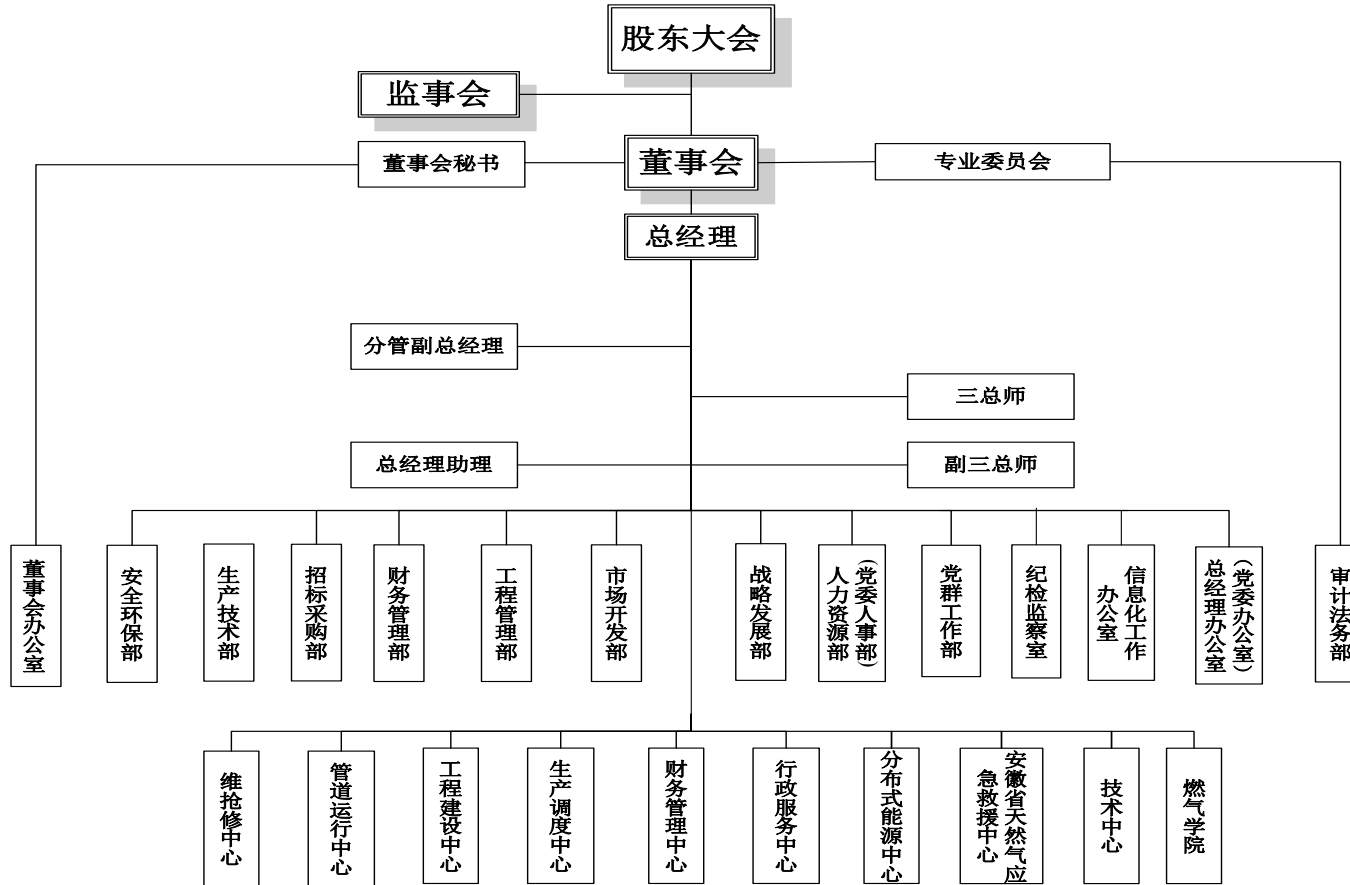 股东大会
监事会
董事会秘书
董事会
专业委员会
总经理
分管副总经理
三总师
总经理助理
副三总师
董事会办公室
安全环保部
生产技术部
招标采购部
财务管理部
工程管理部
市场开发部
战略发展部
（党委人事部）
人力资源部
党群工作部
纪检监察室
信息化工作
办公室
（党委办公室）
总经理办公室
审计法务部
维抢修中心
管道运行中心
工程建设中心
生产调度中心
财务管理中心
行政服务中心
分布式能源中心
安徽省天然气应
急救援中心
技术中心
燃气学院